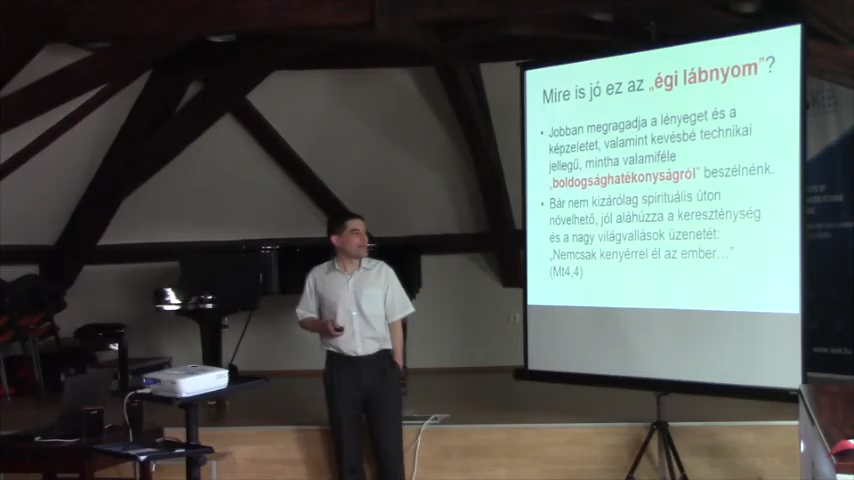 Mire is jó ez az „égi lábnyom”?
• Jobban megragadja a lényeget és a
képzeletet, valamint kevésbé technikai
jellegű, mintha valamiféle
„boldogsághatékonyságról” beszélnénk.
• Bár nem kizárólag spirituális úton
növelhető, jól aláhúzza a kereszténység
és a nagy világvallások üzenetét:
„Nemcsak kenyérrel él az ember…”
(Mt4,4)